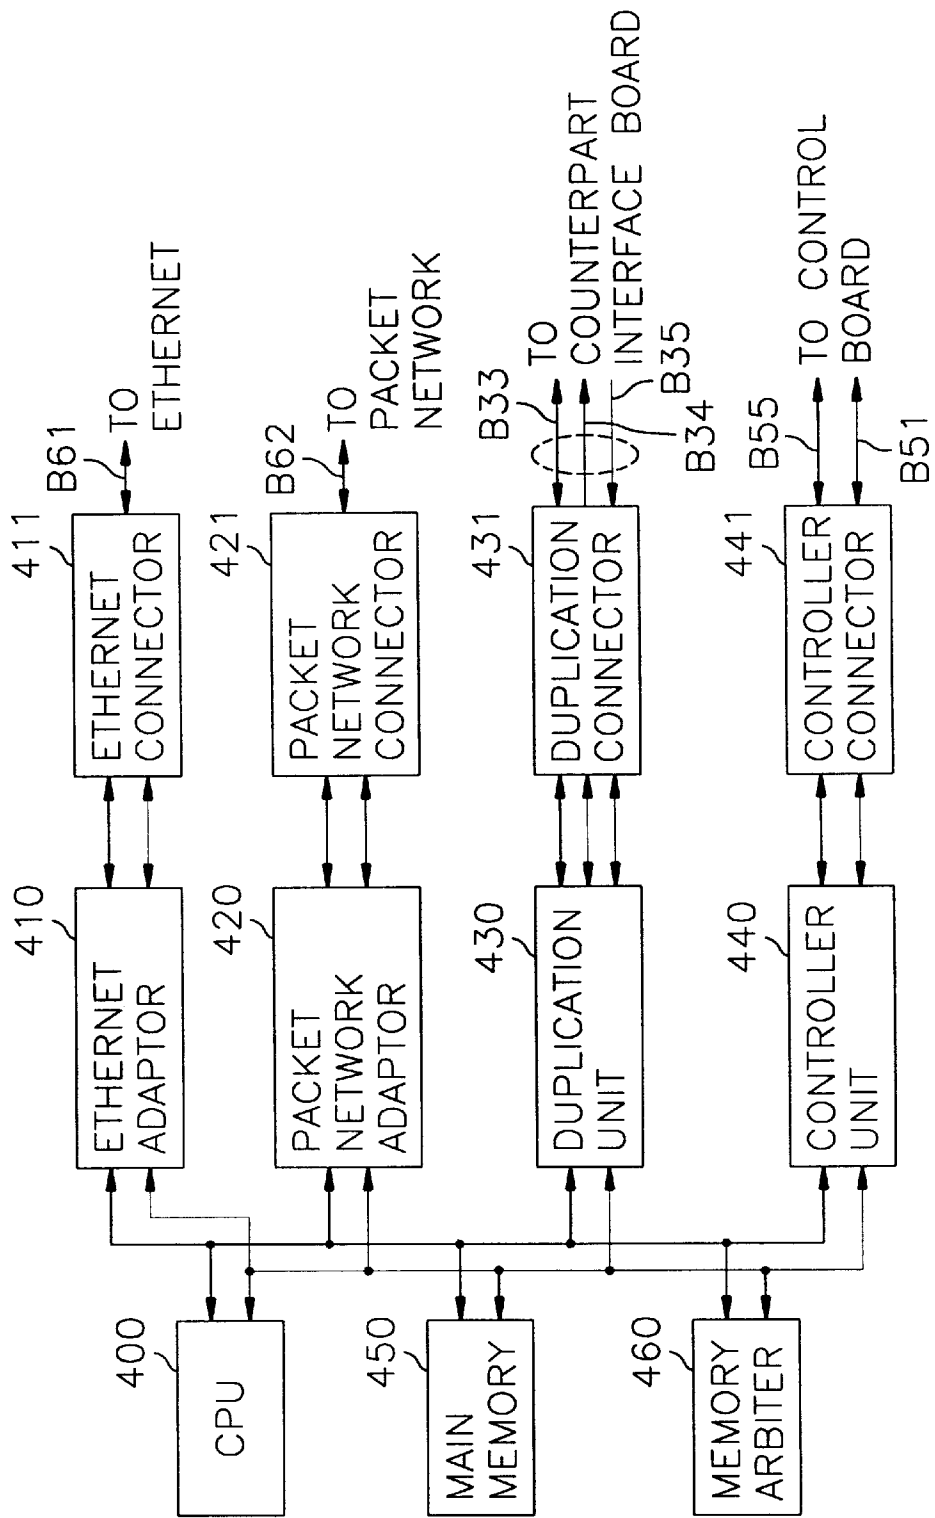 400
CPU
450
MAIN
MEMORY
460
MEMORY
ARBITER
410
ETHERNET
ADAPTOR
420
PACKET
NETWORK
ADAPTOR
430
DUPLICATION
UNIT
440
CONTROLLER
UNIT
411
ETHERNET
CONNECTOR
421
PACKET
NETWORK
CONNECTOR
431
DUPLICATION
CONNECTOR
441
CONTROLLER
CONNECTOR
B61
TO
ETHERNET
B62
TO
PACKET
NETWORK
B33
TO
COUNTERPART
INTERFACE BOARD
B34
B35
B55
TO CONTROL
BOARD
B51